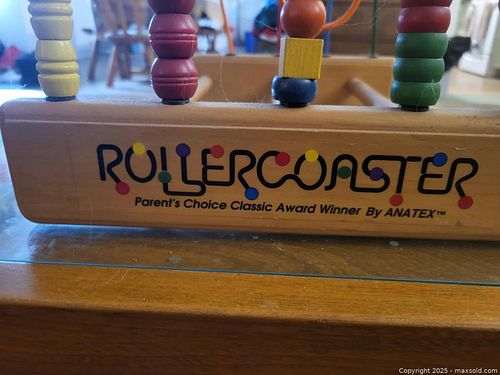 ROLLERCOASTER
Parent's Choice Classic Award Winner By ANATEX™
Copyright 2025 - maxsold.com